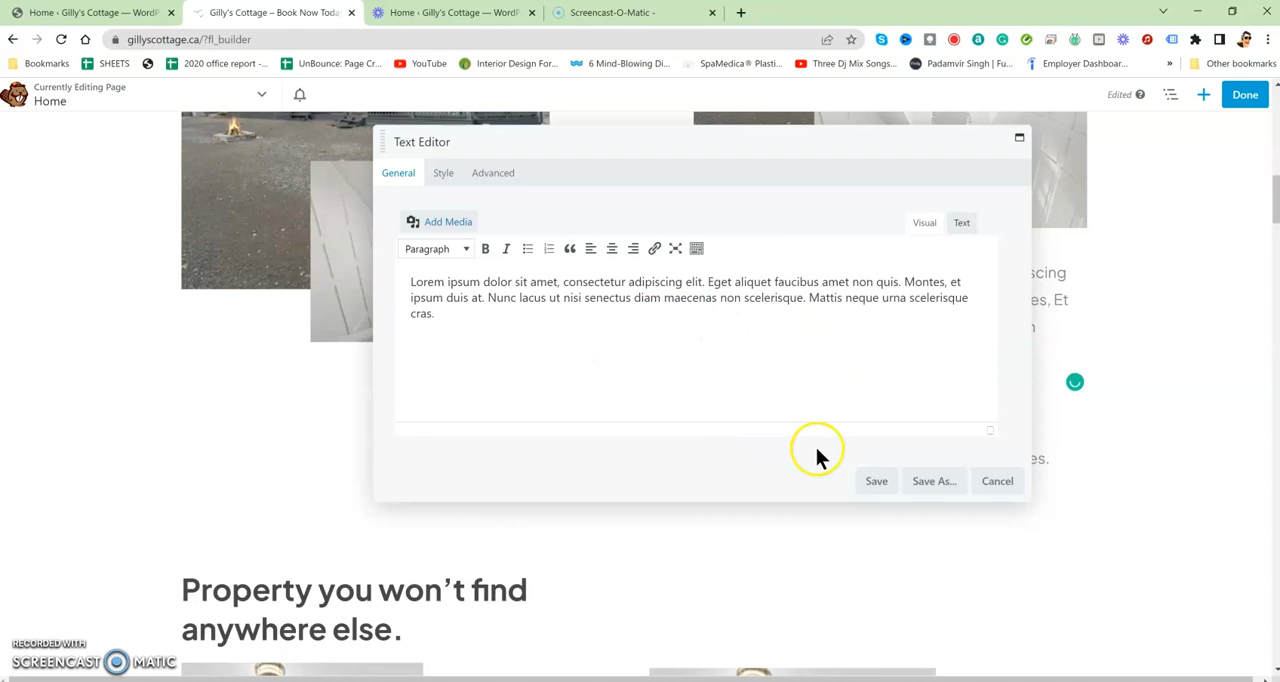 Home ‹ Gilly's Cottage — WordP
Gilly's Cottage – Book Now Toda
Home ‹ Gilly's Cottage — WordP
Screencast-O-Matic -
gillyscottage.ca/?fl_builder
Bookmarks
SHEETS
2020 office report -...
UnBounce: Page Cr...
YouTube
Interior Design For...
6 Mind-Blowing Di...
SpaMedica® Plasti...
Three Dj Mix Songs...
Padamvir Singh | Fu...
Employer Dashboar...
»
Other bookmarks
Currently Editing Page
Home
Edited
Done
Text Editor
General
Style
Advanced
Add Media
Visual
Text
Paragraph
B
I
Lorem ipsum dolor sit amet, consectetur adipiscing elit. Eget aliquet faucibus amet non quis. Montes, et
ipsum duis at. Nunc lacus ut nisi senectus diam maecenas non scelerisque. Mattis neque urna scelerisque
cras.
scing
es, Et
n
es.
Save
Save As...
Cancel
Property you won’t find
anywhere else.
RECORDED WITH
SCREENCAST MATIC